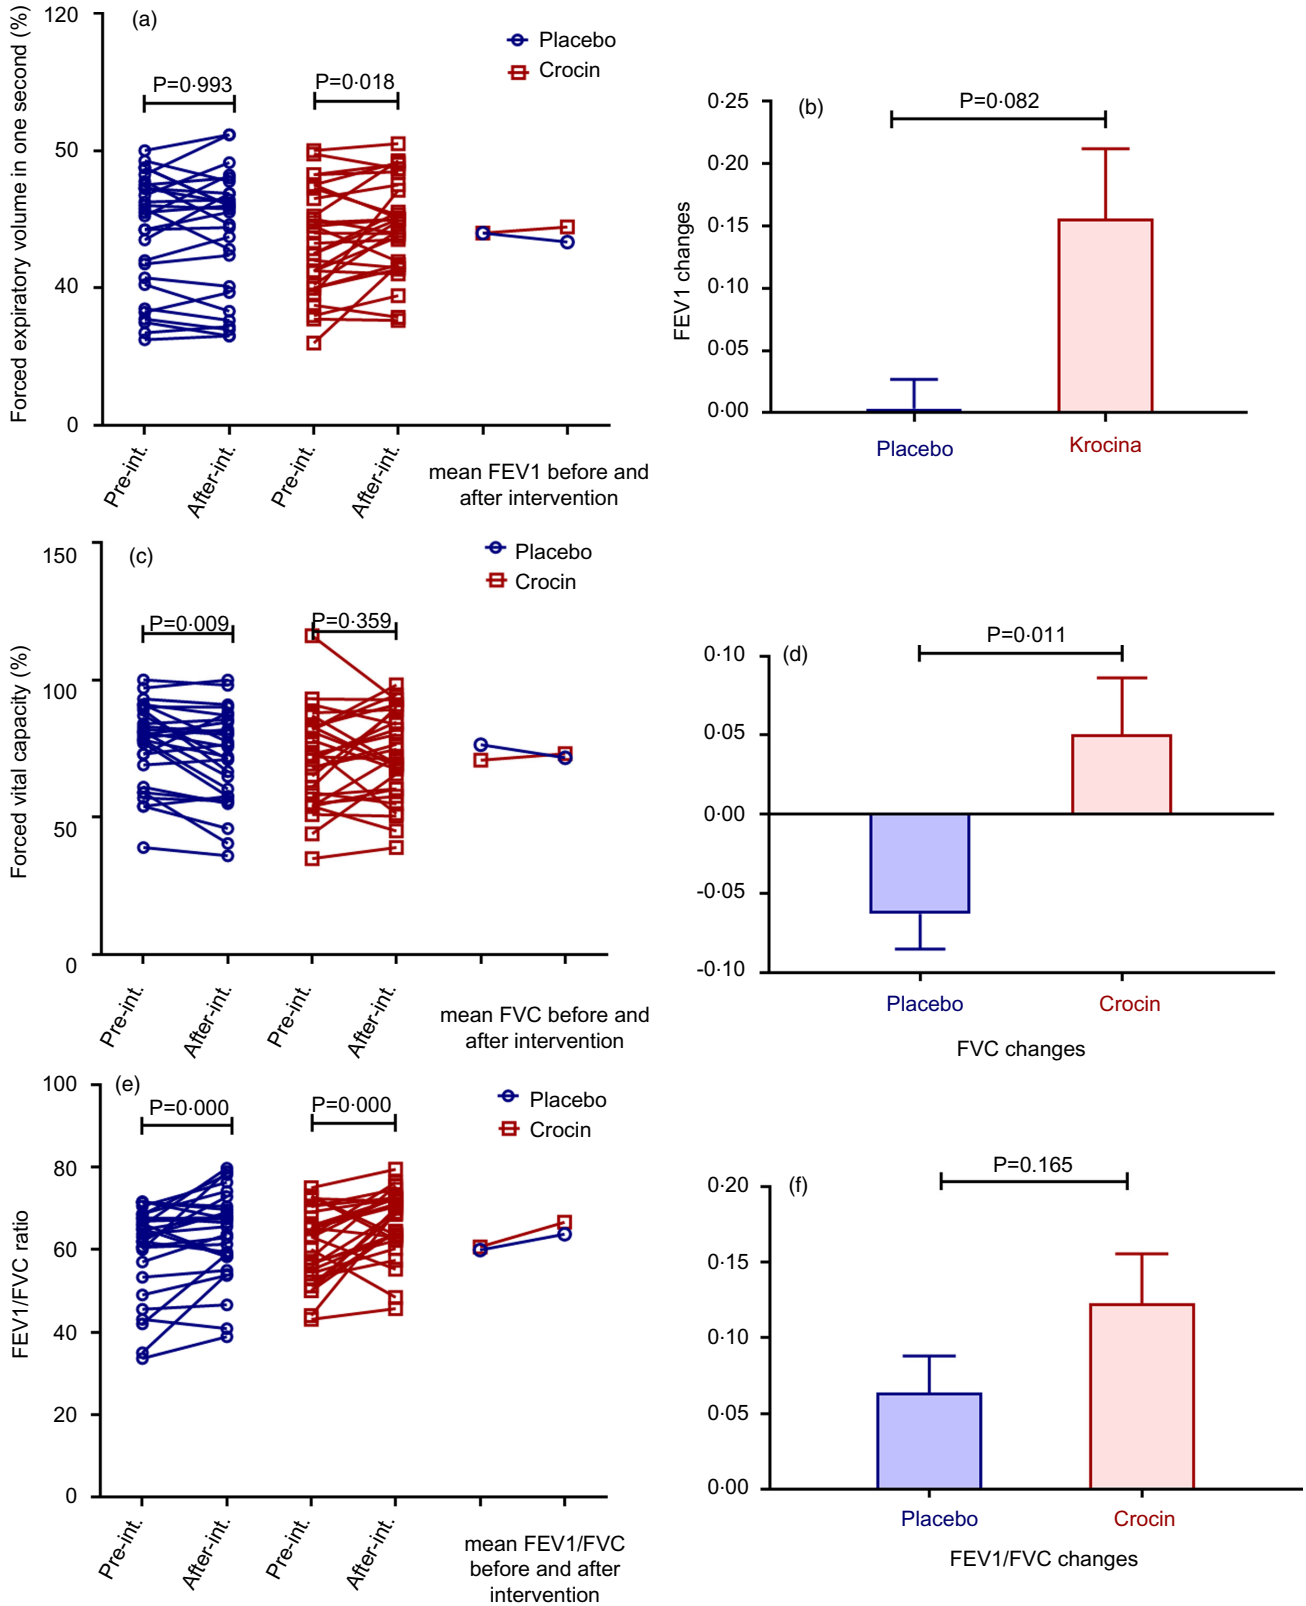 (a)
Forced expiratory volume in one second (%)
120
50
40
0
P=0·993
P=0·018
Placebo
Crocin
Pre-int.
After-int.
Pre-int.
After-int.
mean FEV1 before and
after intervention
(b)
FEV1 changes
0·25
0·20
0·15
0·10
0·05
0·00
P=0·082
Placebo
Krocina
(c)
Forced vital capacity (%)
150
100
50
0
P=0·009
P=0·359
Placebo
Crocin
Pre-int.
After-int.
Pre-int.
After-int.
mean FVC before and
after intervention
(d)
0·10
0·05
0·00
-0·05
-0·10
P=0·011
Placebo
Crocin
FVC changes
(e)
FEV1/FVC ratio
100
80
60
40
20
0
P=0·000
P=0·000
Placebo
Crocin
Pre-int.
After-int.
Pre-int.
After-int.
mean FEV1/FVC
before and after
intervention
(f)
0·20
0·15
0·10
0·05
0·00
P=0.165
Placebo
Crocin
FEV1/FVC changes